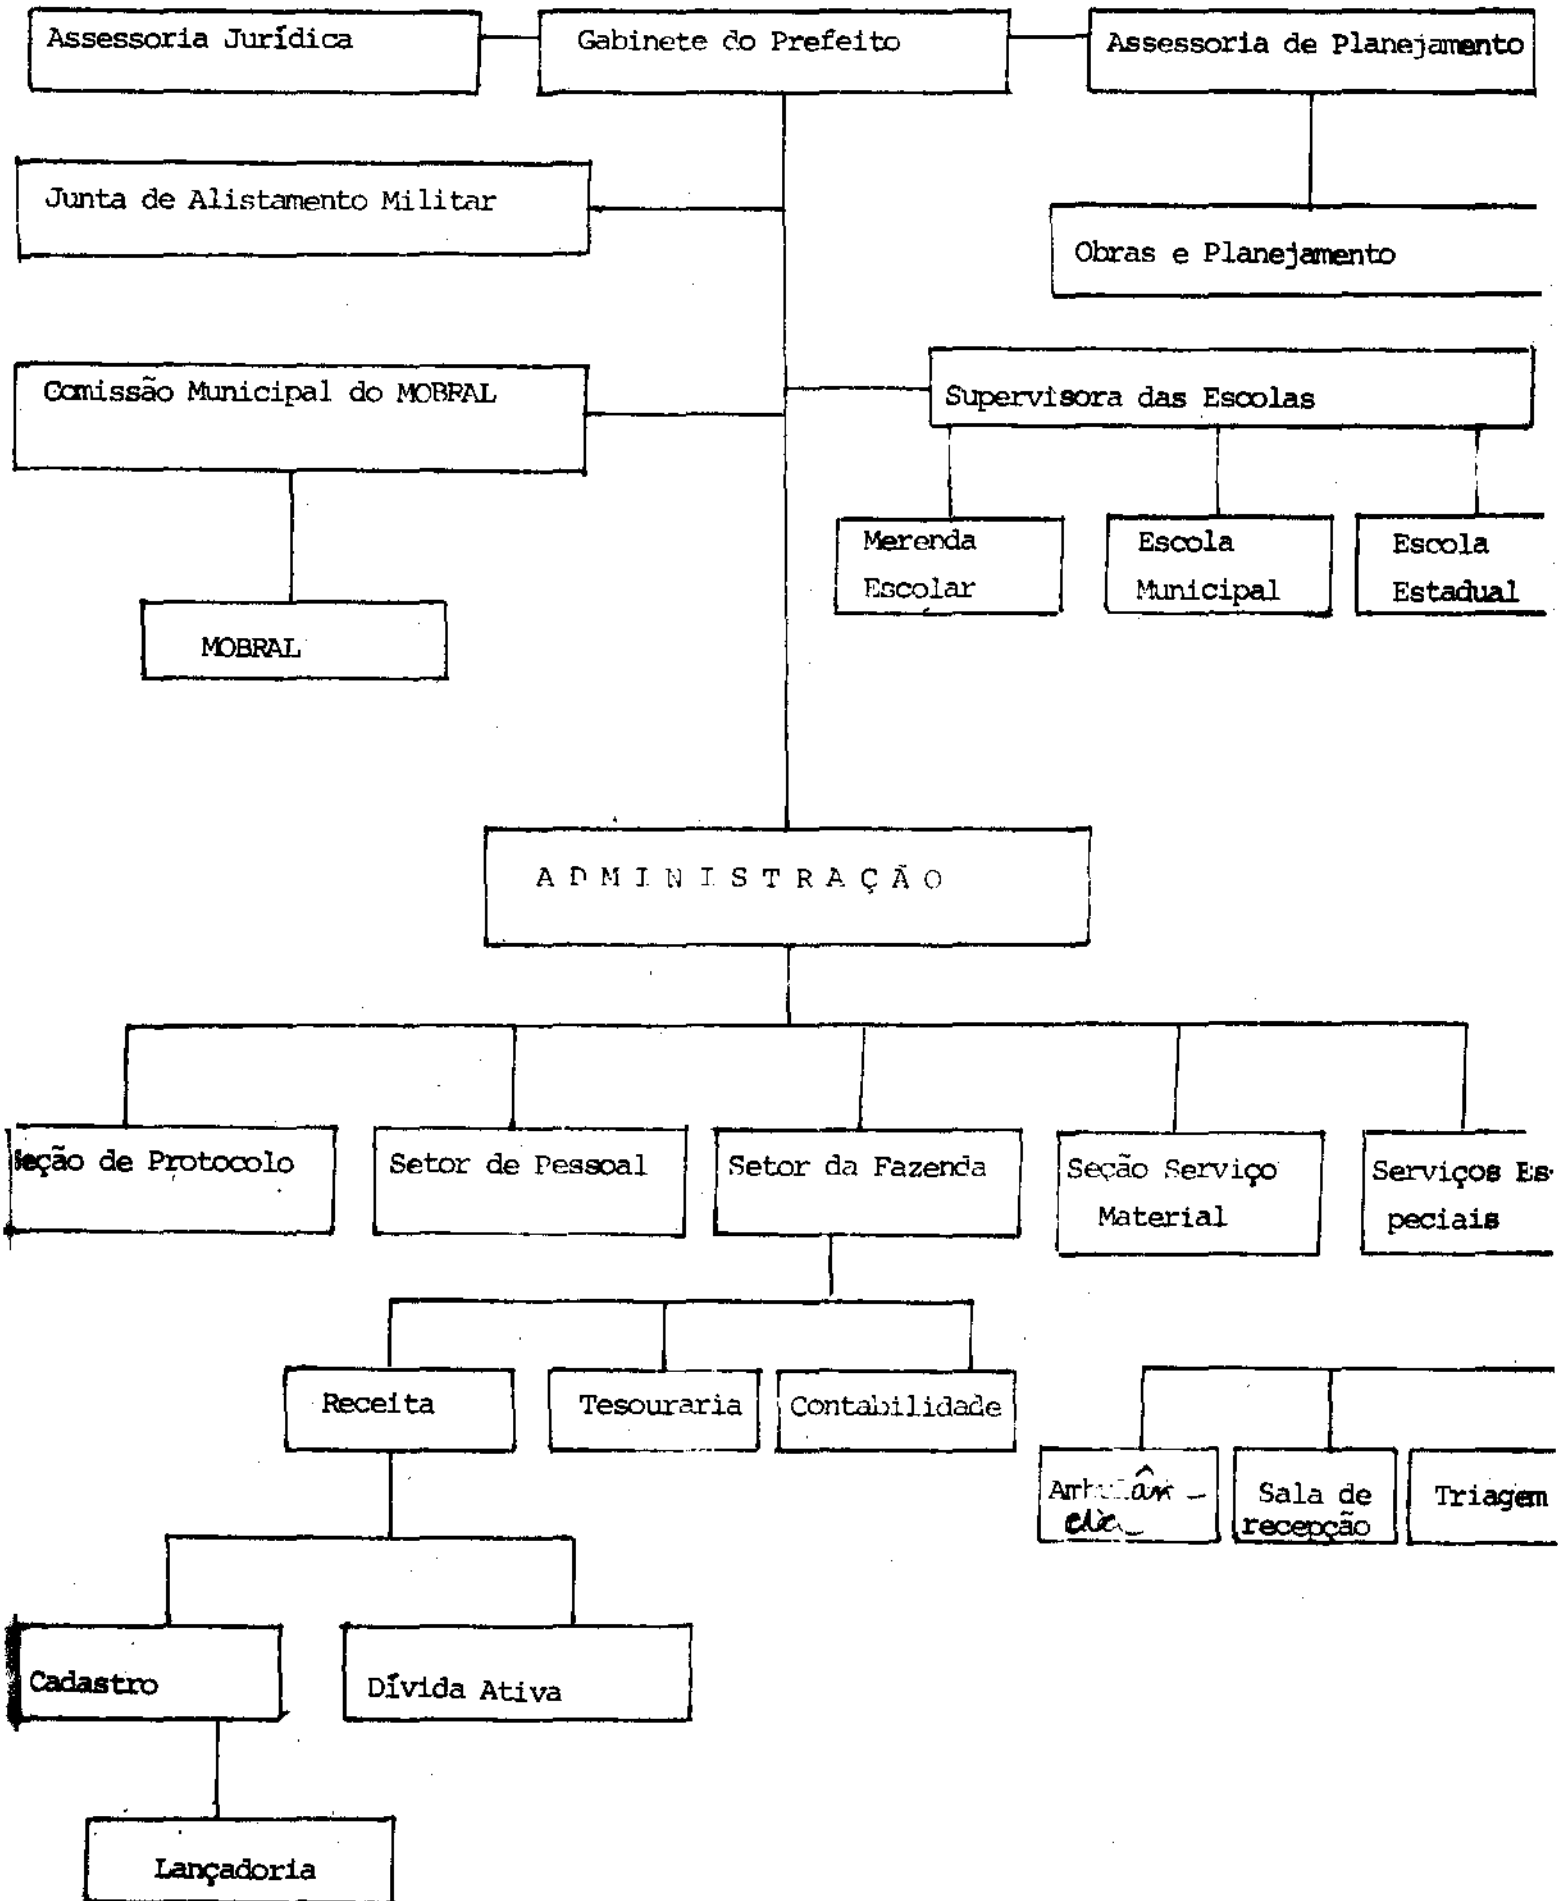 Assessoria Jurídica
Gabinete do Prefeito
Assessoria de Planejamento
Junta de Alistamento Militar
Obras e Planejamento
Comissão Municipal do MOBRAL
Supervisora das Escolas
Merenda
Escolar
Escola
Municipal
Escola
Estadual
MOBRAL
A D M I N I S T R A Ç Ã O
eção de Protocolo
Setor de Pessoal
Setor da Fazenda
Seção Serviço
Material
Serviços Es-
peciais
Receita
Tesouraria
Contabilidade
Ambulân-
cia
Sala de
recepção
Triagem
Cadastro
Dívida Ativa
Lançadoria